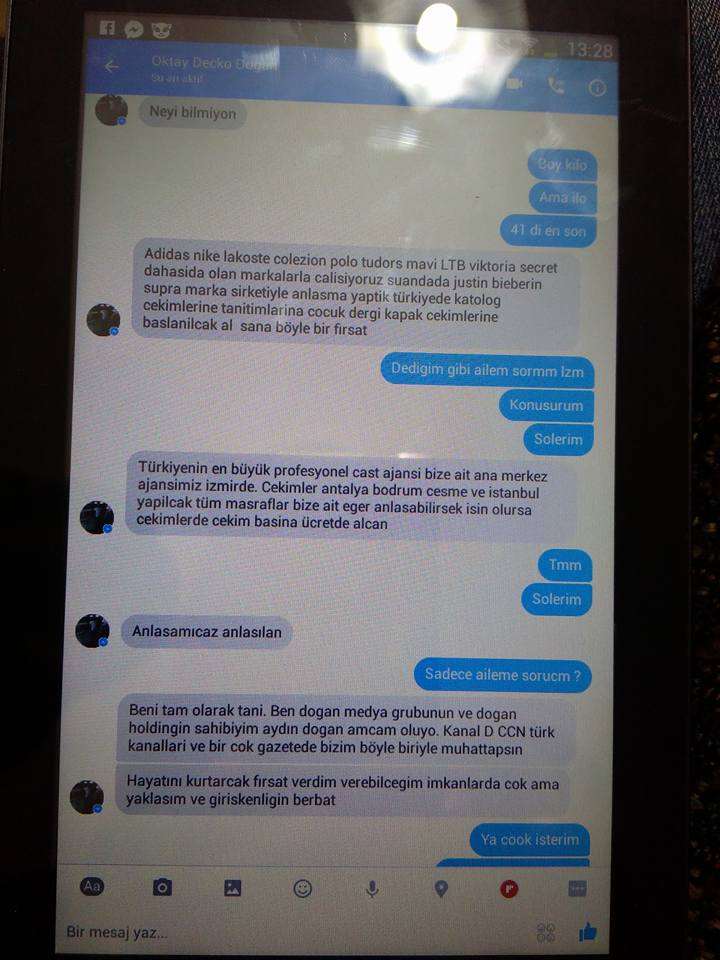 13:28
Oktay Decko Dogan
Şu an aktif
Neyi bilmiyon
Boy kilo
Ama ilo
41 di en son
Adidas nike lakoste colezion polo tudors mavi LTB viktoria secret
dahasida olan markalarla calisiyoruz suandada justin bieberin
supra marka sirketiyle anlasma yaptik türkiyede katolog
cekimlerine tanitimlarina cocuk dergi kapak cekimlerine
baslanilcak al sana böyle bir fırsat
Dedigim gibi ailem sormm lzm
Konusurum
Solerim
Türkiyenin en büyük profesyonel cast ajansi bize ait ana merkez
ajansimiz izmirde. Cekimler antalya bodrum cesme ve istanbul
yapilcak tüm masraflar bize ait eger anlasabilirsek isin olursa
cekimlerde cekim basina ücretde alcan
Tmm
Solerim
Anlasamıcaz anlasılan
Sadece aileme sorucm ?
Beni tam olarak tani. Ben dogan medya grubunun ve dogan
holdingin sahibiyim aydın dogan amcam oluyo. Kanal D CCN türk
kanallari ve bir cok gazetede bizim böyle biriyle muhattapsın
Hayatını kurtarcak fırsat verdim verebilcegim imkanlarda cok ama
yaklasım ve giriskenligin berbat
Ya cook isterim
Aa
Bir mesaj yaz...